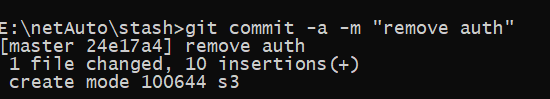 E:\netAuto\stash>git commit -a -m "remove auth"
[master 24e17a4] remove auth
 1 file changed, 10 insertions(+)
 create mode 100644 s3